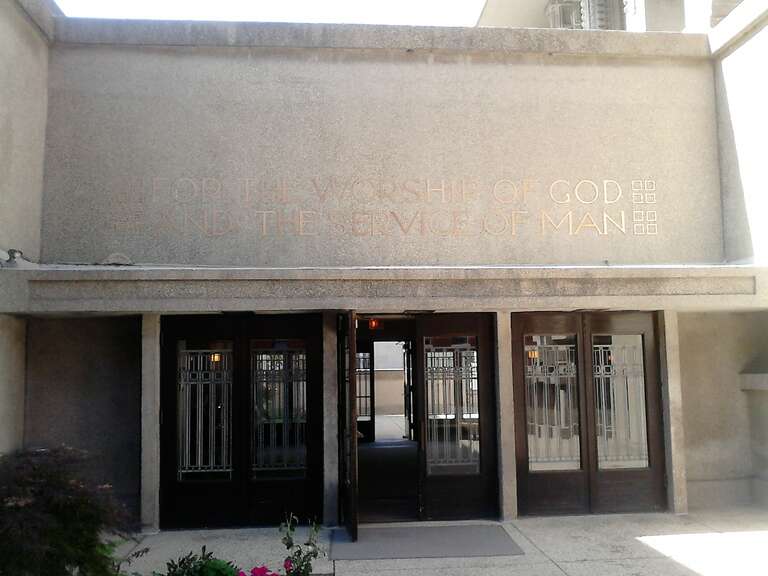 FOR THE WORSHIP OF GOD
AND THE SERVICE OF MAN